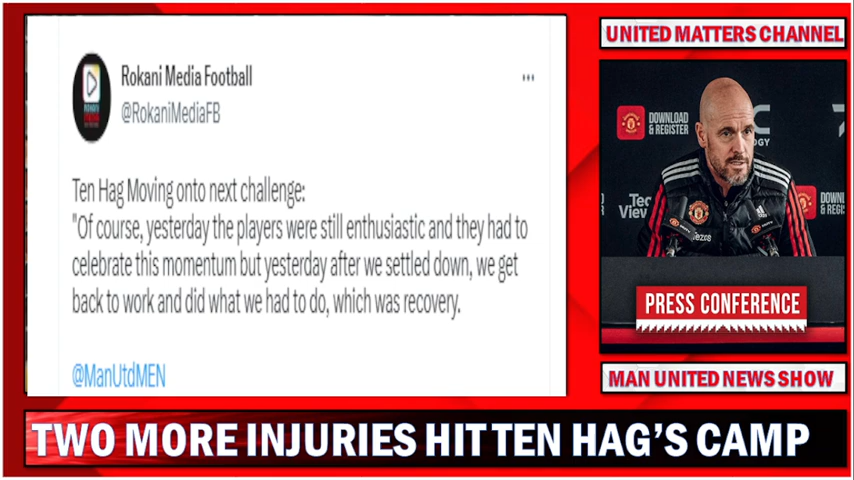 UNITED MATTERS CHANNEL
Rokani Media Football
@RokaniMediaFB
Ten Hag Moving onto next challenge:
"Of course, yesterday the players were still enthusiastic and they had to
celebrate this momentum but yesterday after we settled down, we get
back to work and did what we had to do, which was recovery.
@ManUtdMEN
DOWNLOAD
& REGISTER
PRESS CONFERENCE
MAN UNITED NEWS SHOW
TWO MORE INJURIES HIT TEN HAG'S CAMP